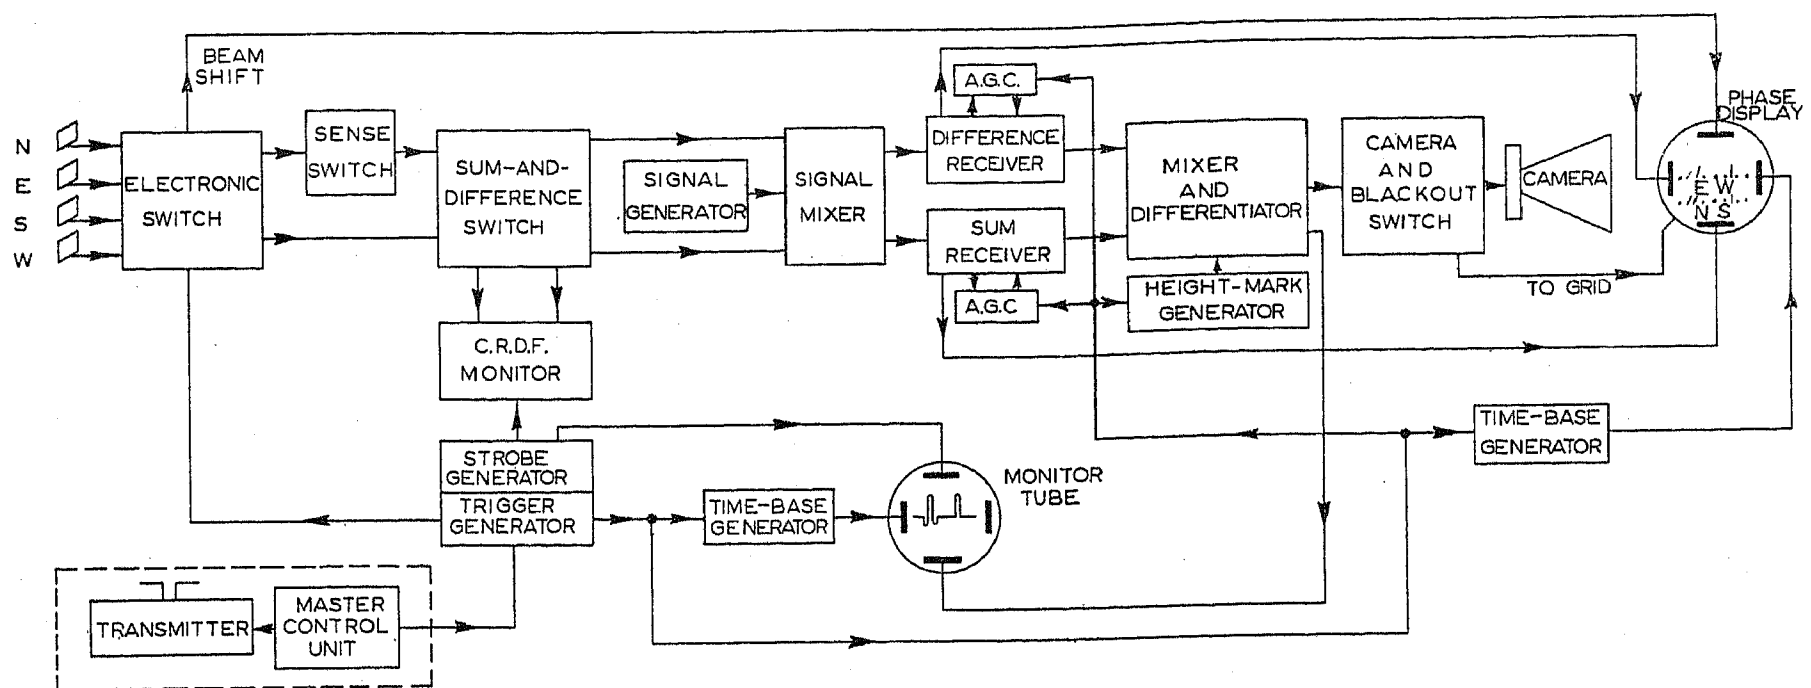 BEAM
SHIFT
N
E
S
W
ELECTRONIC
SWITCH
SENSE
SWITCH
SUM-AND-
DIFFERENCE
SWITCH
SIGNAL
GENERATOR
SIGNAL
MIXER
A.G.C.
DIFFERENCE
RECEIVER
SUM
RECEIVER
A.G.C
MIXER
AND
DIFFERENTIATOR
HEIGHT-MARK
GENERATOR
CAMERA
AND
BLACKOUT
SWITCH
CAMERA
PHASE
DISPLAY
E W
N S
TO GRID
C.R.D.F.
MONITOR
STROBE
GENERATOR
TRIGGER
GENERATOR
TIME-BASE
GENERATOR
MONITOR
TUBE
TIME-BASE
GENERATOR
TRANSMITTER
MASTER
CONTROL
UNIT